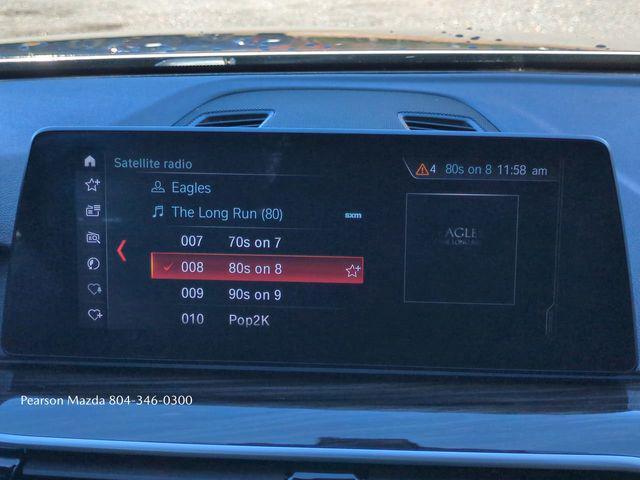 Satellite radio
4 80s on 8 11:58 am
Eagles
The Long Run (80)
sxm
007 70s on 7
008 80s on 8
009 90s on 9
010 Pop2K
AGLE
Pearson Mazda 804-346-0300